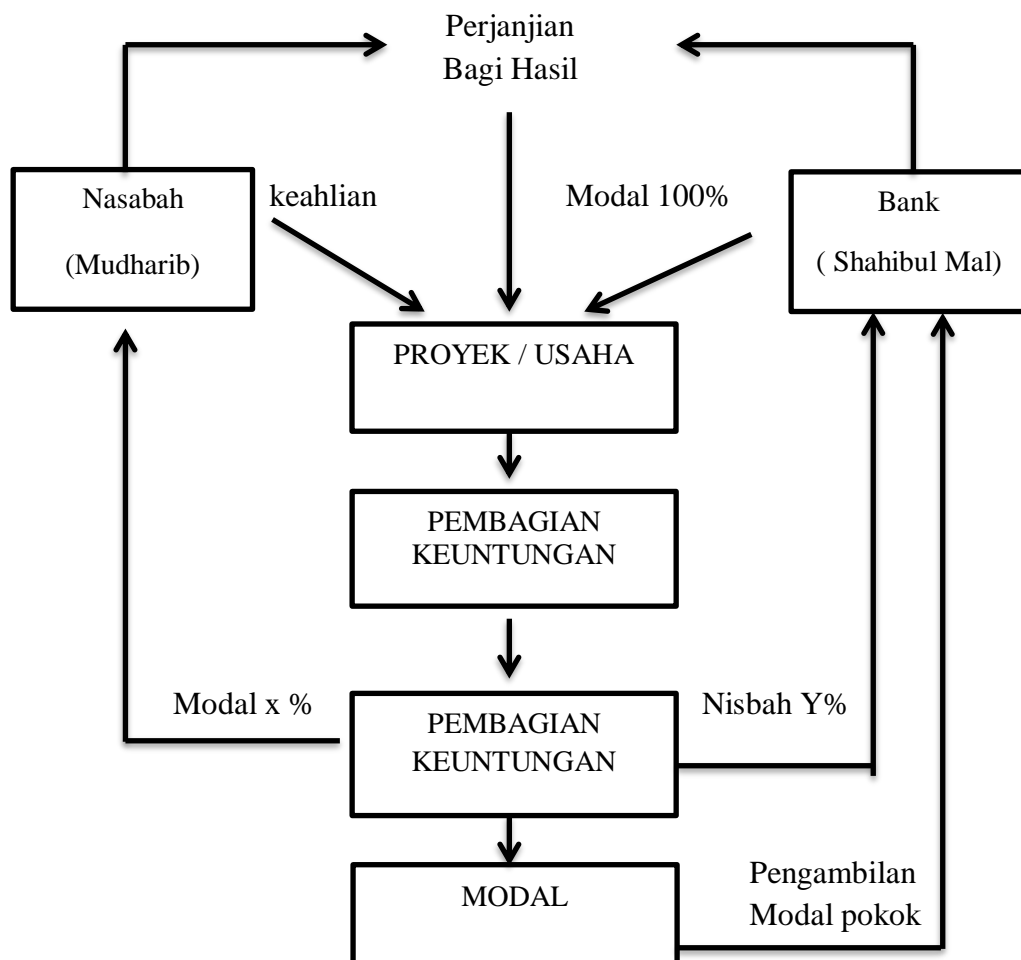 Perjanjian
Bagi Hasil
Nasabah
(Mudharib)
keahlian
Modal 100%
Bank
( Shahibul Mal)
PROYEK / USAHA
PEMBAGIAN
KEUNTUNGAN
Modal x %
PEMBAGIAN
KEUNTUNGAN
Nisbah Y%
MODAL
Pengambilan
Modal pokok